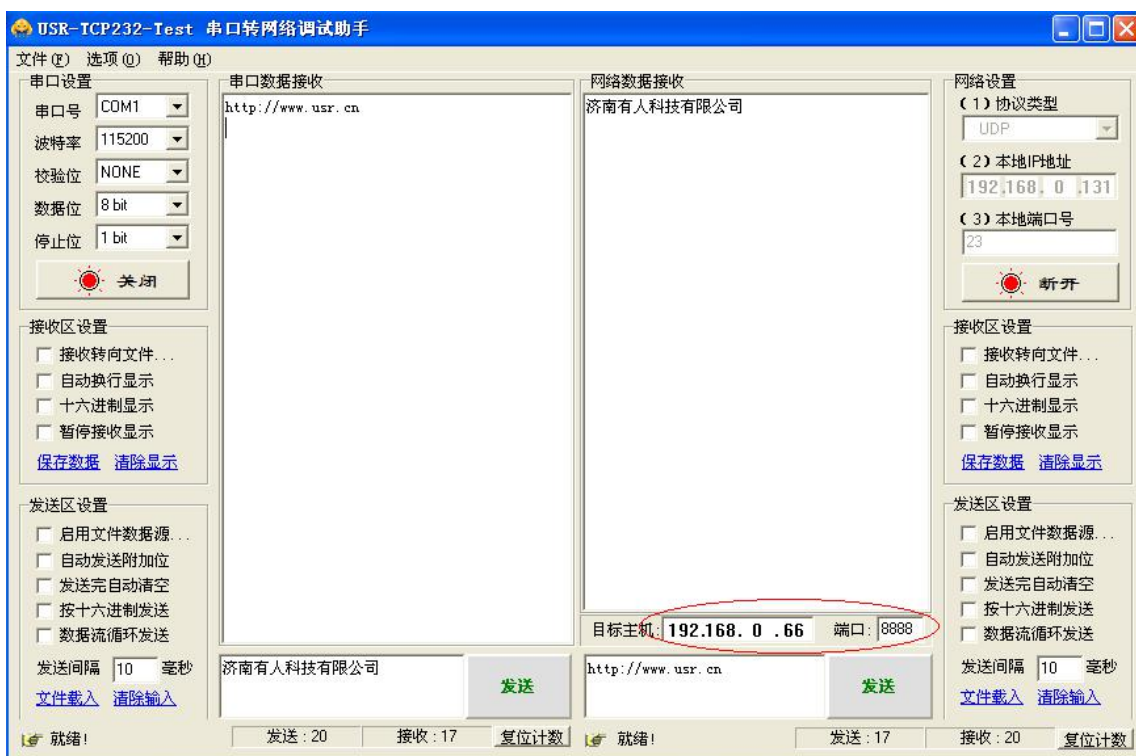 USR-TCP232-Test 串口转网络调试助手
文件(F) 选项(O) 帮助(H)
串口设置
串口号 COM1
波特率 115200
校验位 NONE
数据位 8 bit
停止位 1 bit
关闭
接收区设置
接收转向文件...
自动换行显示
十六进制显示
暂停接收显示
保存数据 清除显示
发送区设置
启用文件数据源...
自动发送附加位
发送完自动清空
按十六进制发送
数据流循环发送
发送间隔 10 毫秒
文件载入 清除输入
串口数据接收
http://www.usr.cn
济南有人科技有限公司
发送
网络数据接收
济南有人科技有限公司
目标主机: 192.168. 0 .66 端口: 8888
http://www.usr.cn
发送
网络设置
(1)协议类型
UDP
(2)本地IP地址
192.168. 0 .131
(3)本地端口号
23
断开
接收区设置
接收转向文件...
自动换行显示
十六进制显示
暂停接收显示
保存数据 清除显示
发送区设置
启用文件数据源...
自动发送附加位
发送完自动清空
按十六进制发送
数据流循环发送
发送间隔 10 毫秒
文件载入 清除输入
就绪! 发送:20 接收:17 复位计数
就绪! 发送:17 接收:20 复位计数